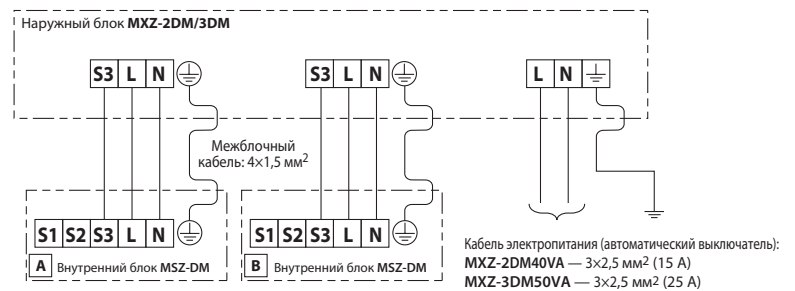 Наружный блок MXZ-2DM/3DM
S3 L N
S3 L N
L N
Межблочный
кабель: 4×1,5 мм²
S1 S2 S3 L N
A Внутренний блок MSZ-DM
S1 S2 S3 L N
B Внутренний блок MSZ-DM
Кабель электропитания (автоматический выключатель):
MXZ-2DM40VA — 3×2,5 мм² (15 А)
MXZ-3DM50VA — 3×2,5 мм² (25 А)